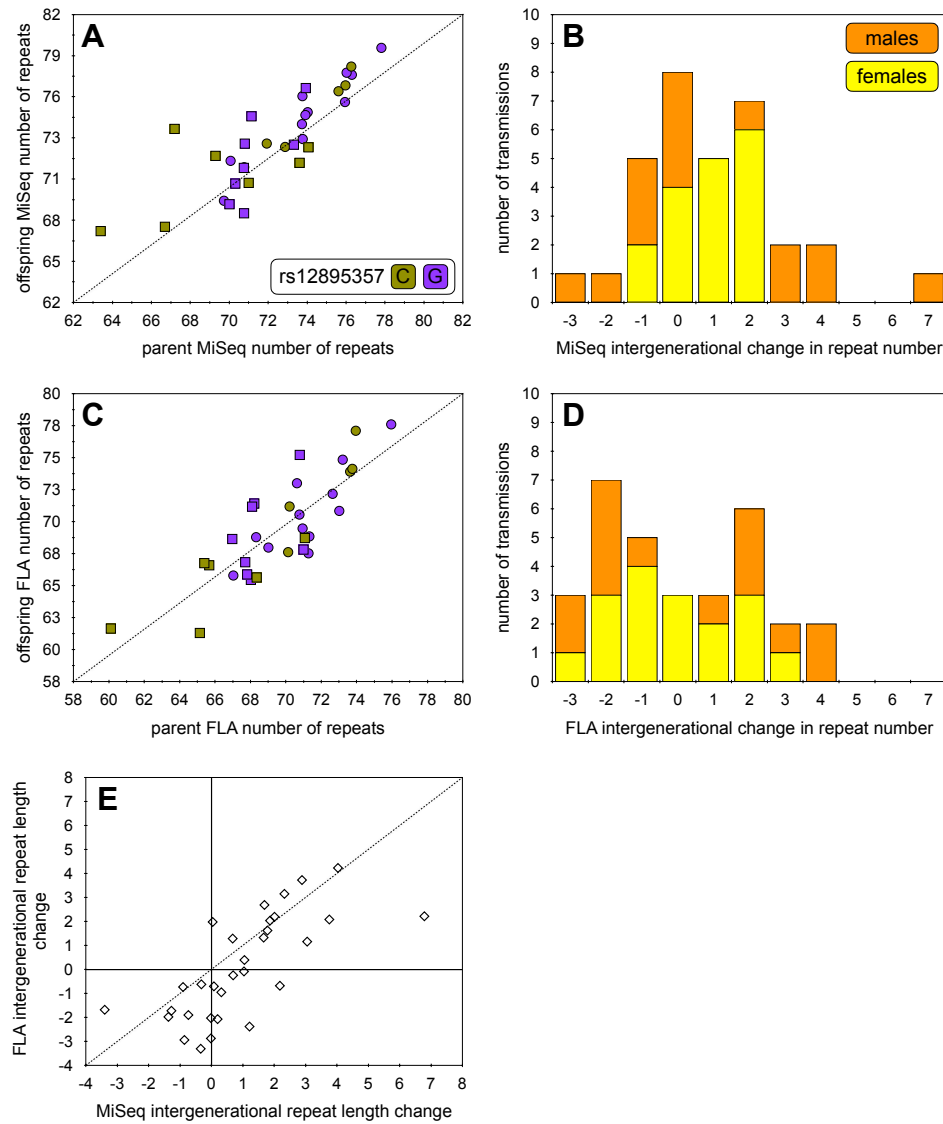 A
offspring MiSeq number of repeats
82
79
76
73
71
68
65
62
62 64 66 68 70 72 74 76 78 80 82
parent MiSeq number of repeats
rs12895357 C G
B
males
females
number of transmissions
10
9
8
7
6
5
4
3
2
1
0
-3 -2 -1 0 1 2 3 4 5 6 7
MiSeq intergenerational change in repeat number
C
offspring FLA number of repeats
80
78
75
73
70
68
65
63
60
58
58 60 62 64 66 68 70 72 74 76 78 80
parent FLA number of repeats
D
number of transmissions
10
9
8
7
6
5
4
3
2
1
0
-3 -2 -1 0 1 2 3 4 5 6 7
FLA intergenerational change in repeat number
E
FLA intergenerational repeat length
change
8
7
6
5
4
3
2
1
0
-1
-2
-3
-4
-4 -3 -2 -1 0 1 2 3 4 5 6 7 8
MiSeq intergenerational repeat length change